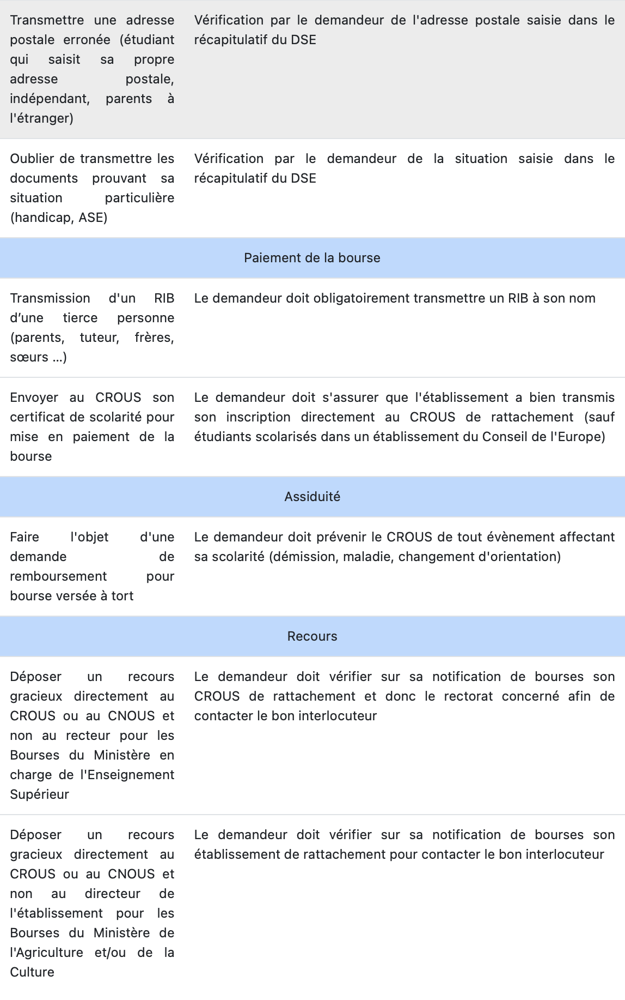 Transmettre une adresse
postale erronée (étudiant
qui saisit sa propre
adresse postale,
indépendant, parents à
l'étranger)
Vérification par le demandeur de l'adresse postale saisie dans le
récapitulatif du DSE
Oublier de transmettre les
documents prouvant sa
situation particulière
(handicap, ASE)
Vérification par le demandeur de la situation saisie dans le
récapitulatif du DSE
Paiement de la bourse
Transmission d'un RIB
d’une tierce personne
(parents, tuteur, frères,
sœurs ...)
Le demandeur doit obligatoirement transmettre un RIB à son nom
Envoyer au CROUS son
certificat de scolarité pour
mise en paiement de la
bourse
Le demandeur doit s'assurer que l'établissement a bien transmis
son inscription directement au CROUS de rattachement (sauf
étudiants scolarisés dans un établissement du Conseil de l'Europe)
Assiduité
Faire l'objet d'une
demande de
remboursement pour
bourse versée à tort
Le demandeur doit prévenir le CROUS de tout évènement affectant
sa scolarité (démission, maladie, changement d'orientation)
Recours
Déposer un recours
gracieux directement au
CROUS ou au CNOUS et
non au recteur pour les
Bourses du Ministère en
charge de l'Enseignement
Supérieur
Le demandeur doit vérifier sur sa notification de bourses son
CROUS de rattachement et donc le rectorat concerné afin de
contacter le bon interlocuteur
Déposer un recours
gracieux directement au
CROUS ou au CNOUS et
non au directeur de
l'établissement pour les
Bourses du Ministère de
l'Agriculture et/ou de la
Culture
Le demandeur doit vérifier sur sa notification de bourses son
établissement de rattachement pour contacter le bon interlocuteur